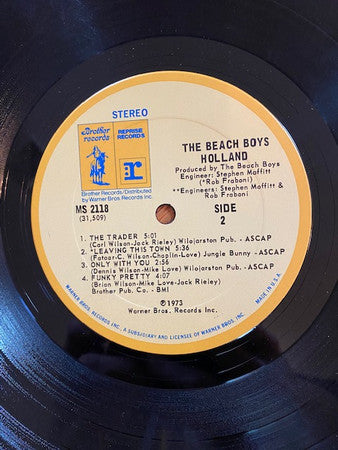 STEREO
Brother records
REPRISE RECORDS
r
Brother Records/Distributed
by Warner Bros. Records Inc.
MS 2118
(31,509)
THE BEACH BOYS
HOLLAND
Produced by The Beach Boys
Engineer: Stephen Moffitt
(*Rob Fraboni)
**Engineers: Stephen Moffitt &
Rob Fraboni
SIDE
2
1. THE TRADER 5:01
(Carl Wilson-Jack Rieley) Wilojarston Pub. - ASCAP
2. *LEAVING THIS TOWN 5:36
(Fataar-C. Wilson-Chaplin-Love) Jungle Bunny - ASCAP
3. ONLY WITH YOU 2:56
(Dennis Wilson-Mike Love) Wilojarston Pub. - ASCAP
4. FUNKY PRETTY 4:07
(Brian Wilson-Mike Love-Jack Rieley)
Brother Pub. Co. - BMI
℗ 1973
Warner Bros. Records Inc.
WARNER BROS. RECORDS INC., A SUBSIDIARY AND LICENSEE OF WARNER BROS. INC.
MADE IN U.S.A.